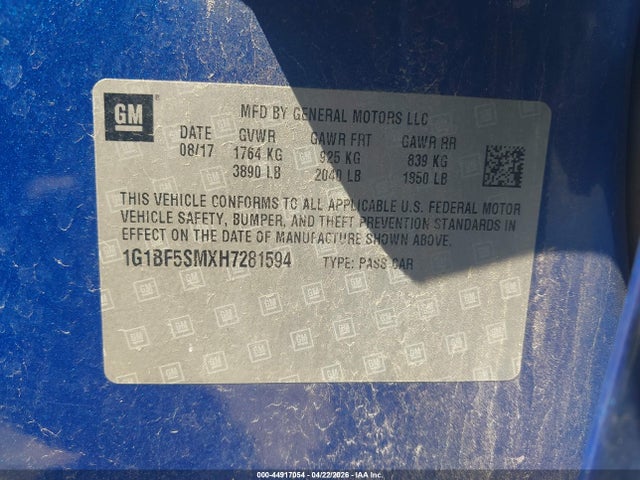 GM
MFD BY GENERAL MOTORS LLC
DATE GVWR GAWR FRT GAWR RR
08/17 1764 KG 925 KG 839 KG
3890 LB 2040 LB 1850 LB
THIS VEHICLE CONFORMS TO ALL APPLICABLE U.S. FEDERAL MOTOR
VEHICLE SAFETY, BUMPER, AND THEFT PREVENTION STANDARDS IN
EFFECT ON THE DATE OF MANUFACTURE SHOWN ABOVE.
1G1BF5SMXH7281594 TYPE: PASS CAR
000-44917054 - 04/22/2026 - IAA Inc.